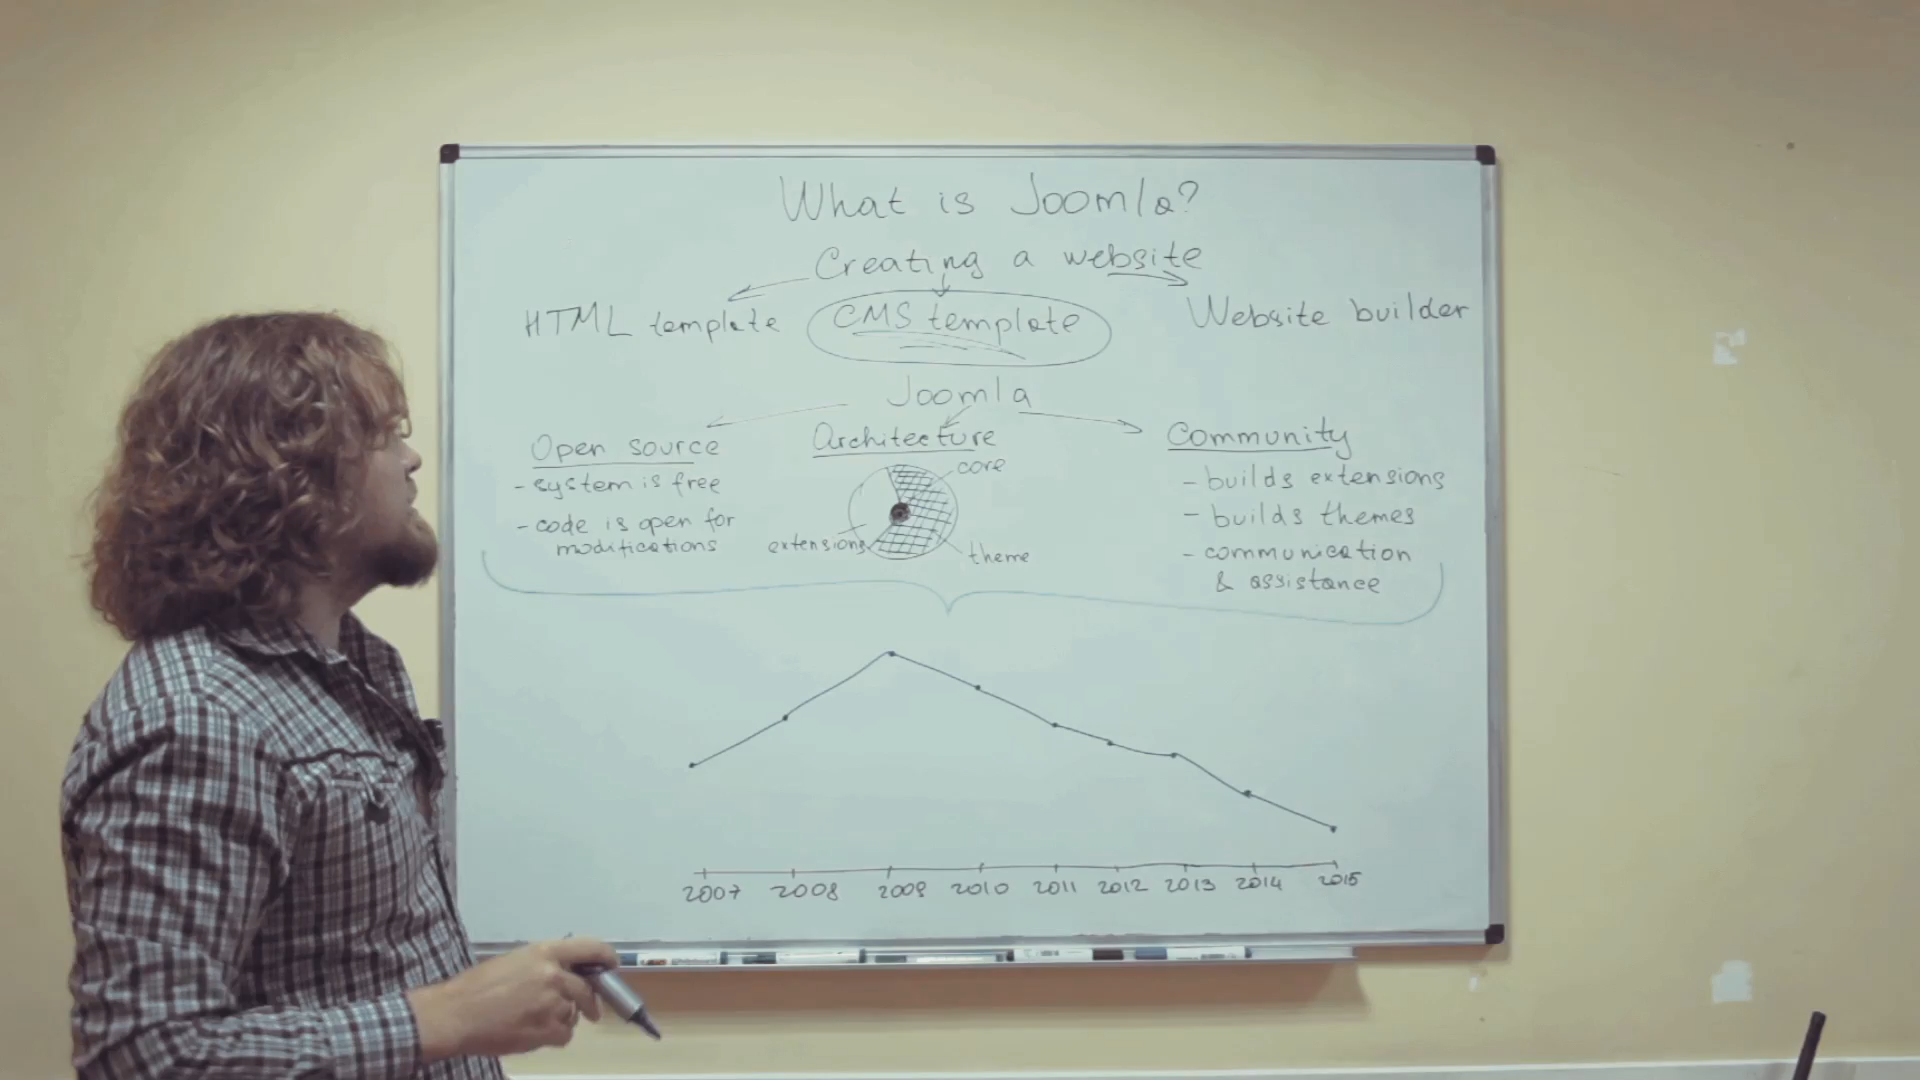 What is Joomla?
Creating a website
HTML template
CMS template
Website builder
Joomla
Open source
- system is free
- code is open for
modifications
Architecture
core
extensions
theme
Community
- builds extensions
- builds themes
- communication
& assistance
2007 2008 2009 2010 2011 2012 2013 2014 2015